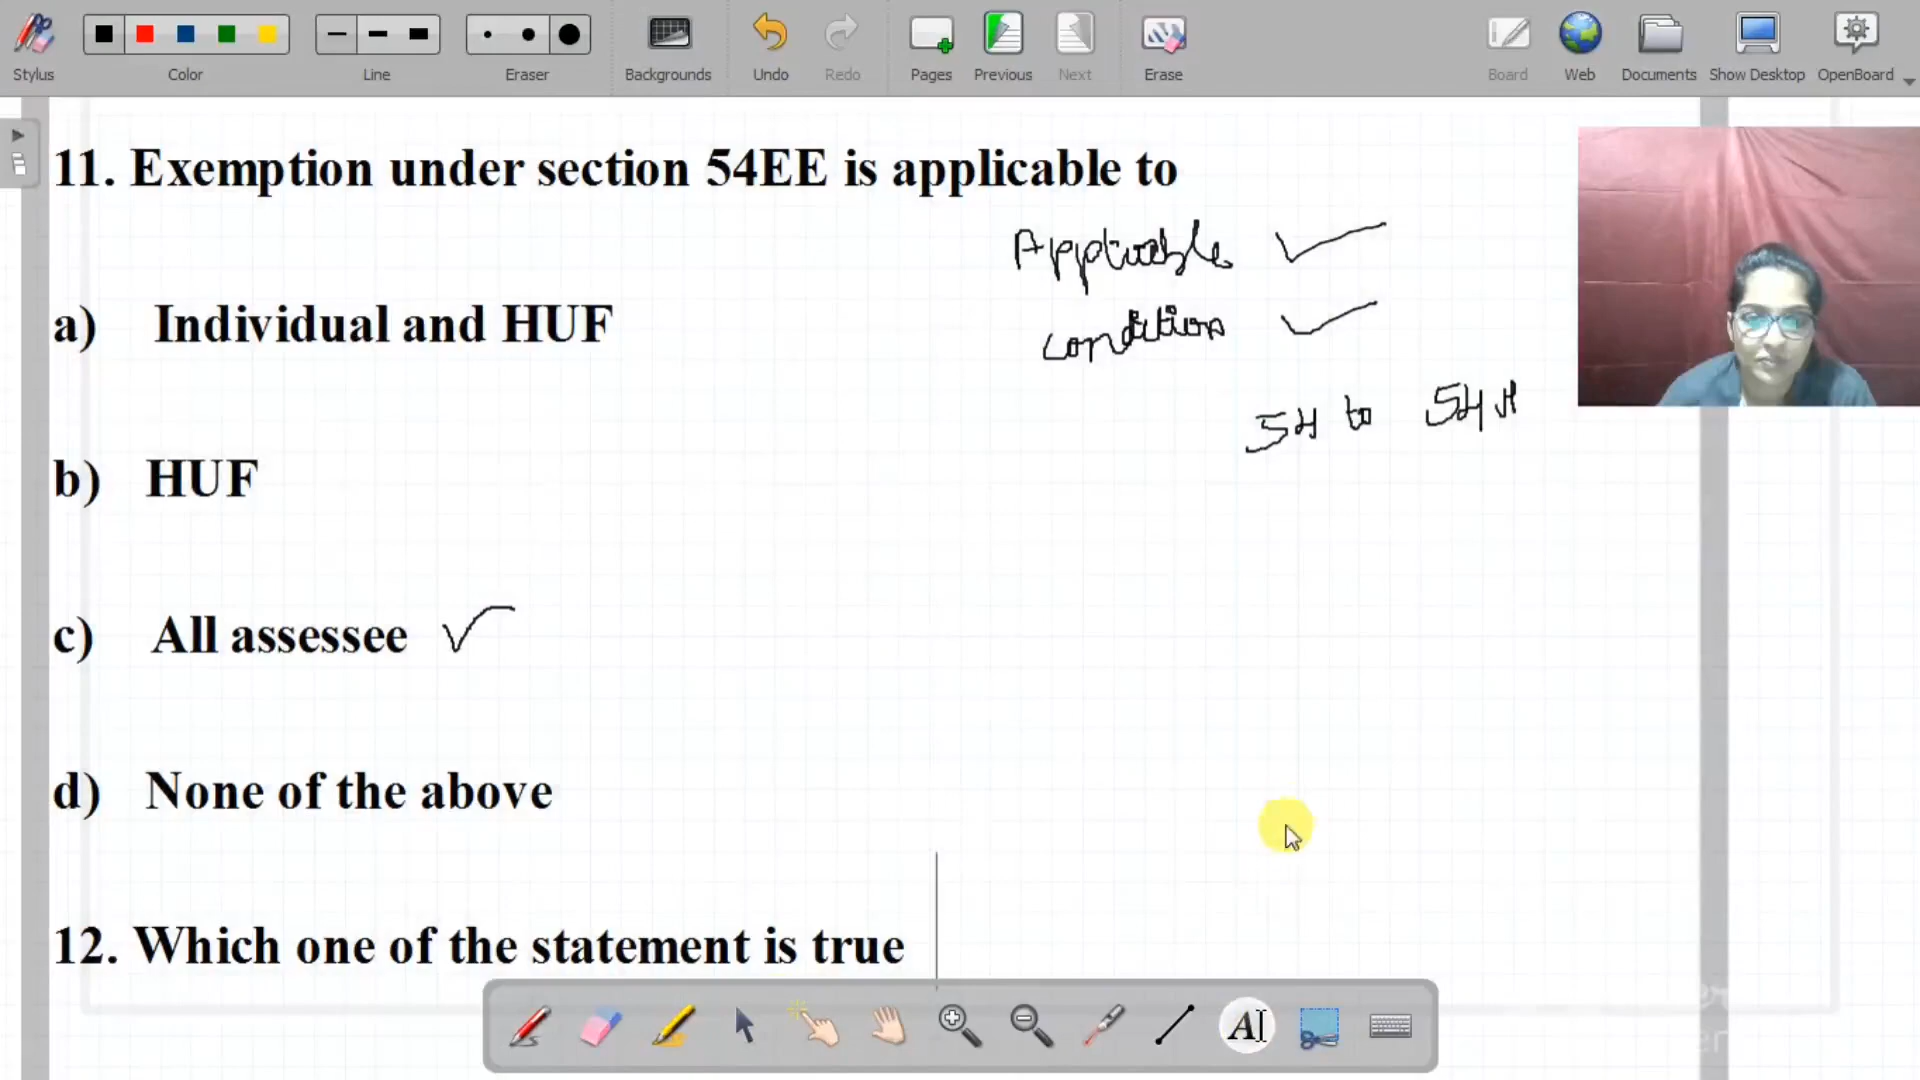 Stylus
Color
Line
Eraser
Backgrounds
Undo
Redo
Pages
Previous
Next
Erase
Board
Web
Documents
Show Desktop
OpenBoard
11. Exemption under section 54EE is applicable to
Applicable
condition
54 to 54H
a) Individual and HUF
b) HUF
c) All assessee
d) None of the above
12. Which one of the statement is true